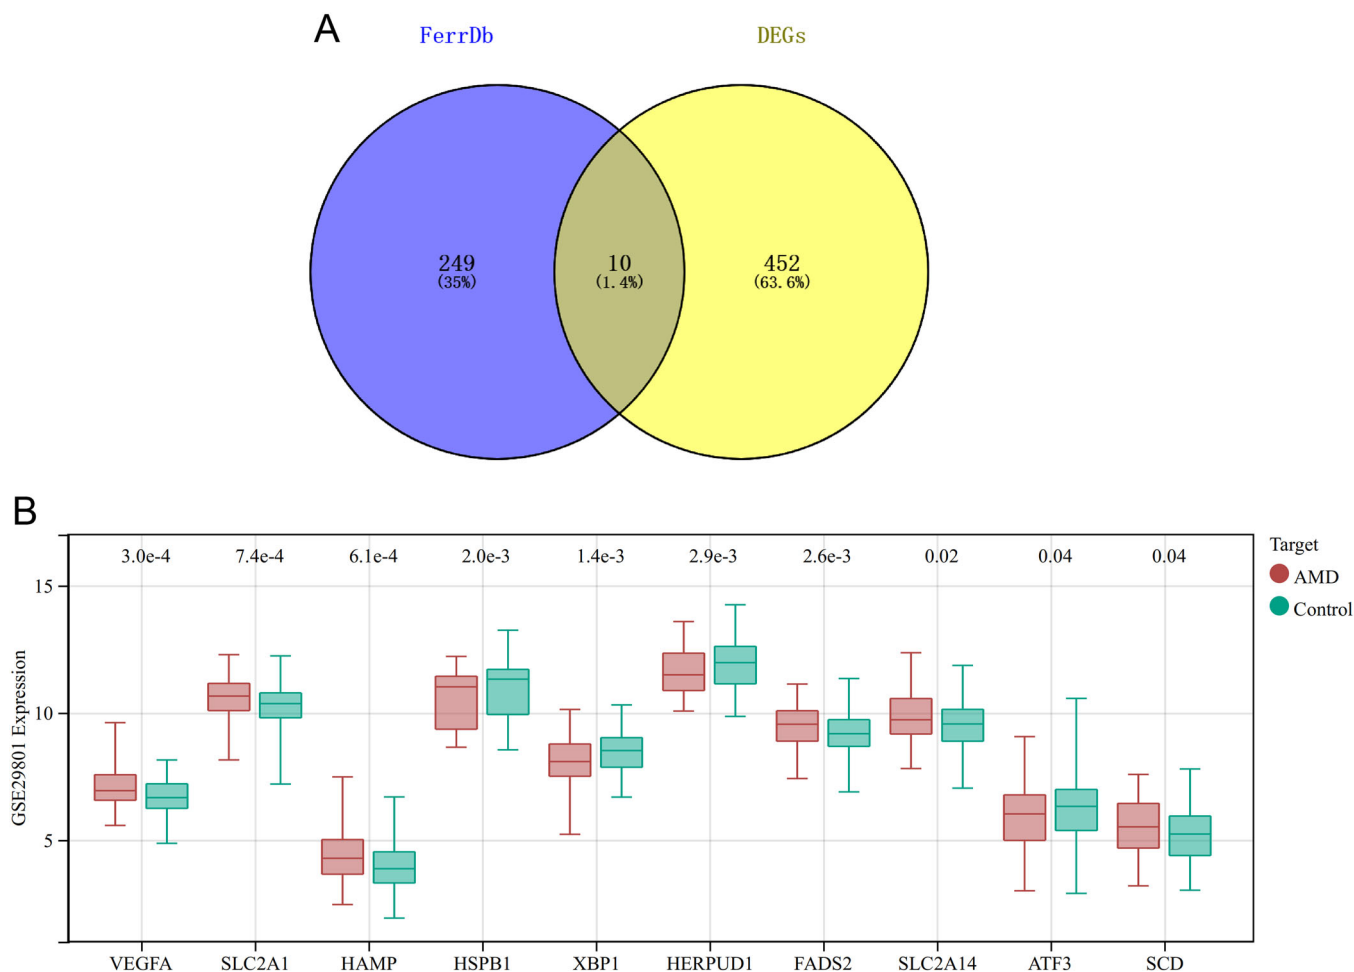 A
FerrDb
DEGs
249
(35%)
10
(1.4%)
452
(63.6%)
B
3.0e-4
7.4e-4
6.1e-4
2.0e-3
1.4e-3
2.9e-3
2.6e-3
0.02
0.04
0.04
Target
AMD
Control
15
10
5
GSE29801 Expression
VEGFA
SLC2A1
HAMP
HSPB1
XBP1
HERPUD1
FADS2
SLC2A14
ATF3
SCD